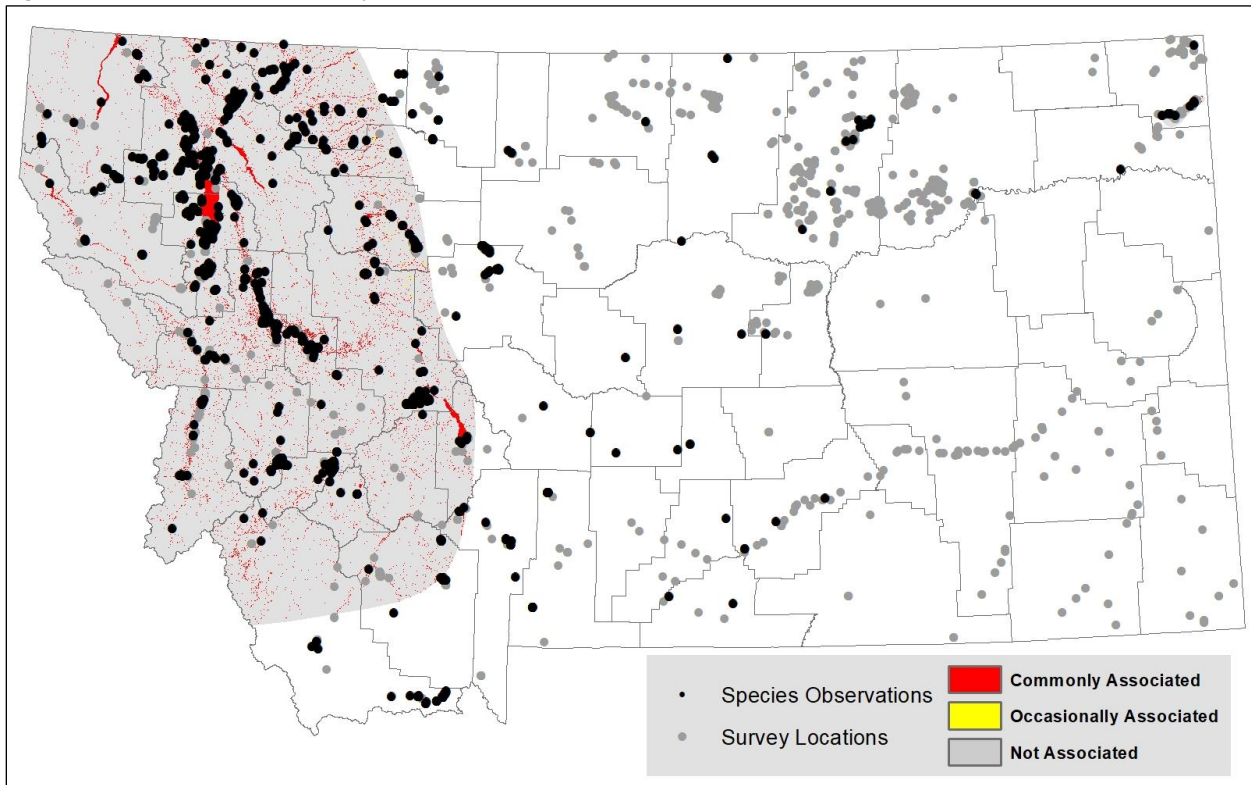 Species Observations
Survey Locations
Commonly Associated
Occasionally Associated
Not Associated